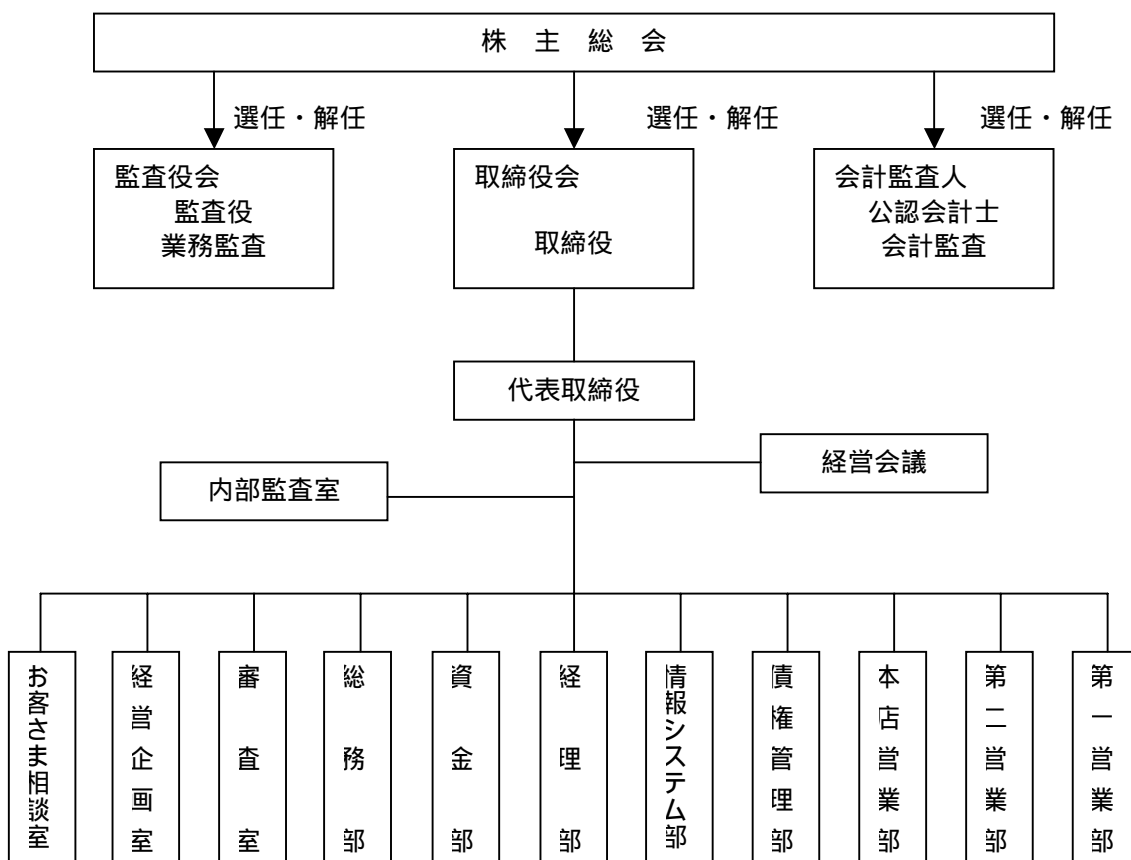 株 主 総 会
選任・解任
選任・解任
選任・解任
監査役会
監査役
業務監査
取締役会
取締役
会計監査人
公認会計士
会計監査
代表取締役
経営会議
内部監査室
お客さま相談室
経営企画室
審査室
総務部
資金部
経理部
情報システム部
債権管理部
本店営業部
第二営業部
第一営業部